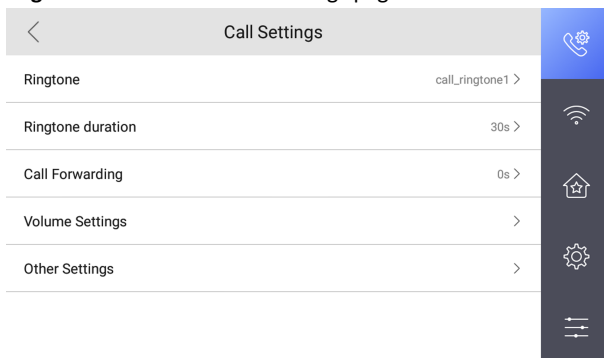 Call Settings
Ringtone call_ringtone1
Ringtone duration 30s
Call Forwarding 0s
Volume Settings
Other Settings